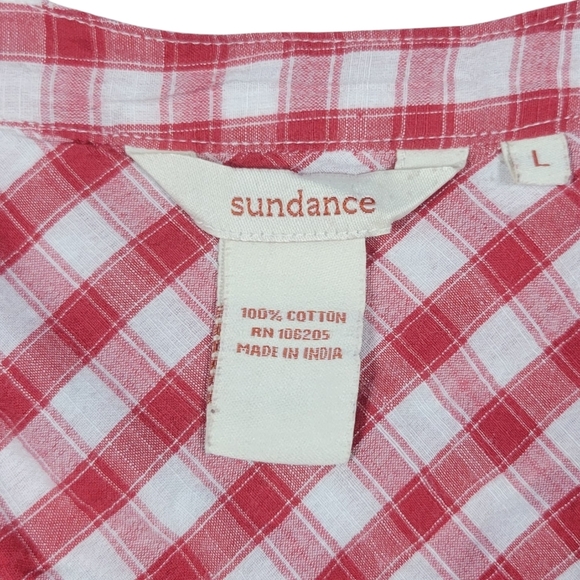 sundance
L
100% COTTON
RN 106205
MADE IN INDIA